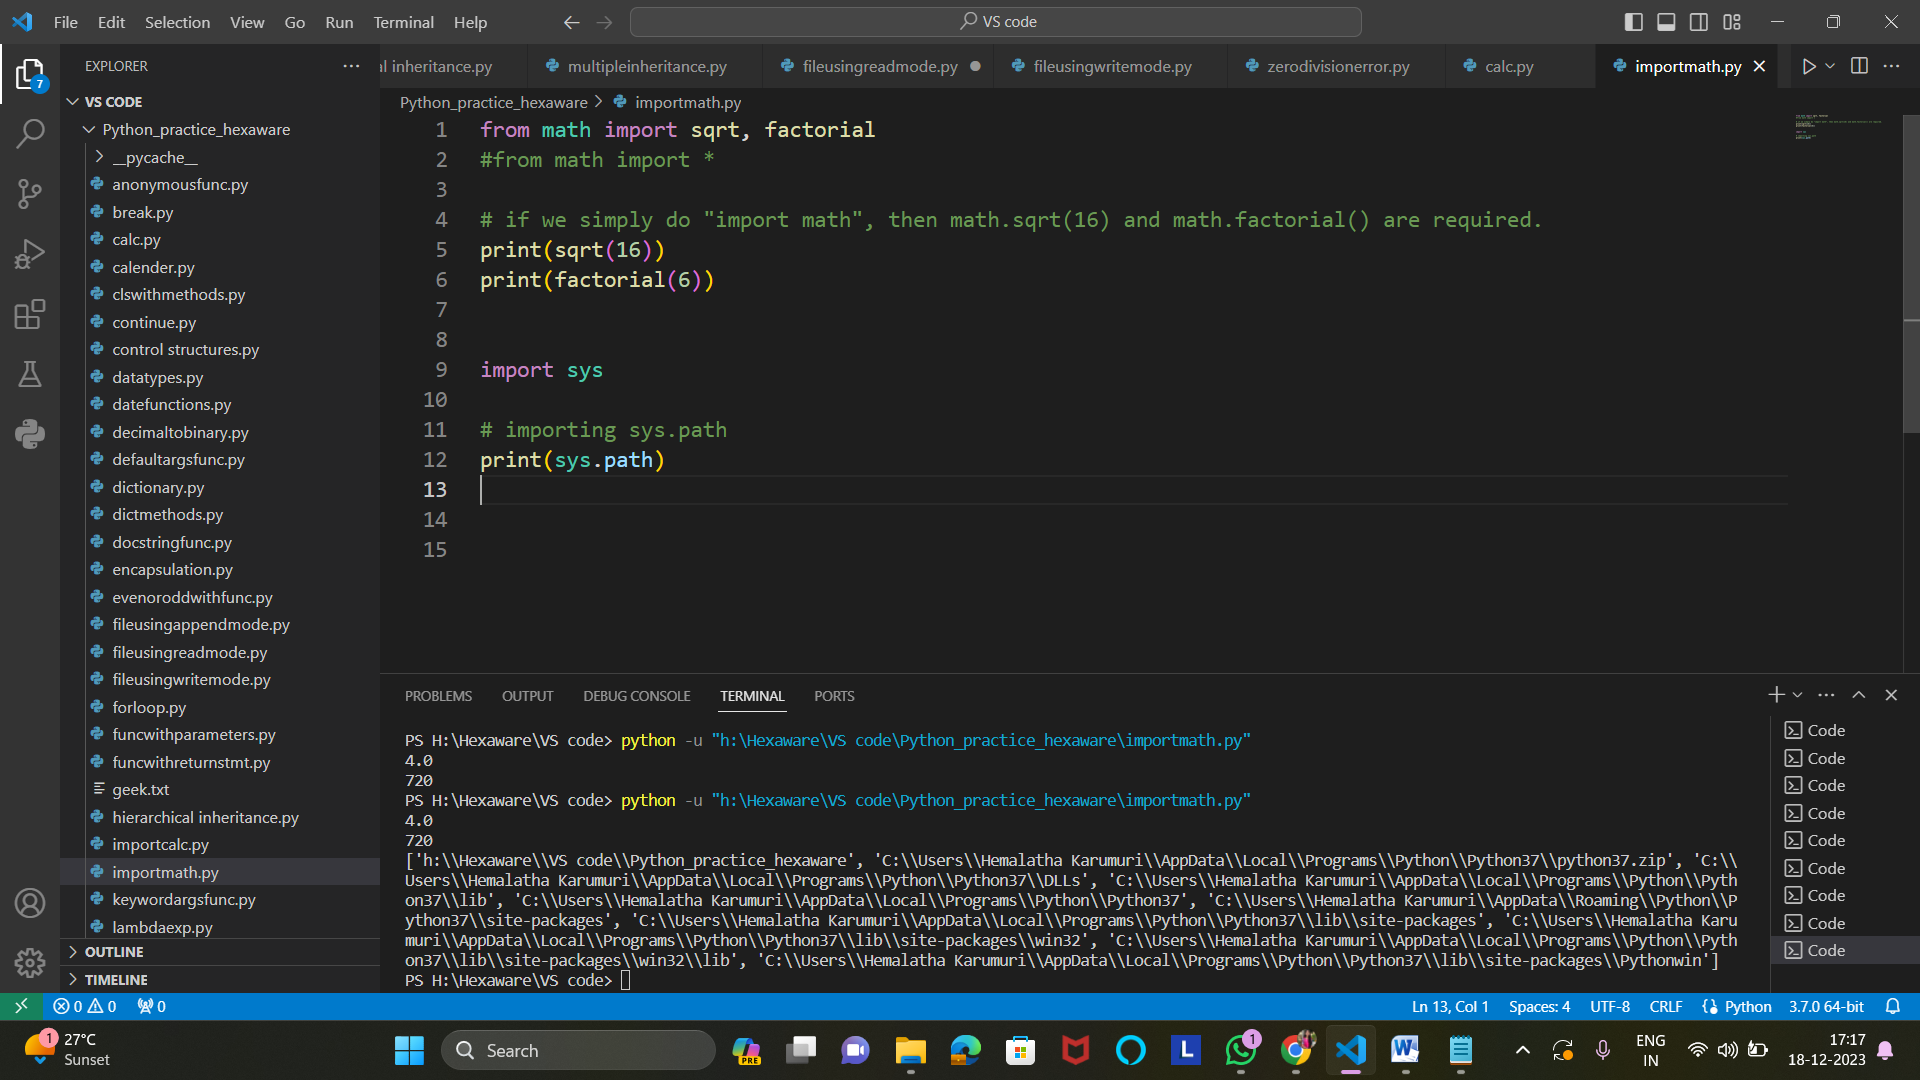 File Edit Selection View Go Run Terminal Help
VS code
EXPLORER
7
VS CODE
Python_practice_hexaware
__pycache__
anonymousfunc.py
break.py
calc.py
calender.py
clswithmethods.py
continue.py
control structures.py
datatypes.py
datefunctions.py
decimaltobinary.py
defaultargsfunc.py
dictionary.py
dictmethods.py
docstringfunc.py
encapsulation.py
evenoroddwithfunc.py
fileusingappendmode.py
fileusingreadmode.py
fileusingwritemode.py
forloop.py
funcwithparameters.py
funcwithreturnstmt.py
geek.txt
hierarchical inheritance.py
importcalc.py
importmath.py
keywordargsfunc.py
lambdaexp.py
OUTLINE
TIMELINE
al inheritance.py multipleinheritance.py fileusingreadmode.py fileusingwritemode.py zerodivisionerror.py calc.py importmath.py
Python_practice_hexaware > importmath.py
1 from math import sqrt, factorial
2 #from math import *
3
4 # if we simply do "import math", then math.sqrt(16) and math.factorial() are required.
5 print(sqrt(16))
6 print(factorial(6))
7
8
9 import sys
10
11 # importing sys.path
12 print(sys.path)
13
14
15
PROBLEMS OUTPUT DEBUG CONSOLE TERMINAL PORTS
PS H:\Hexaware\VS code> python -u "h:\Hexaware\VS code\Python_practice_hexaware\importmath.py"
4.0
720
PS H:\Hexaware\VS code> python -u "h:\Hexaware\VS code\Python_practice_hexaware\importmath.py"
4.0
720
['h:\\Hexaware\\VS code\\Python_practice_hexaware', 'C:\\Users\\Hemalatha Karumuri\\AppData\\Local\\Programs\\Python\\Python37\\python37.zip', 'C:\\
Users\\Hemalatha Karumuri\\AppData\\Local\\Programs\\Python\\Python37\\DLLs', 'C:\\Users\\Hemalatha Karumuri\\AppData\\Local\\Programs\\Python\\Pyth
on37\\lib', 'C:\\Users\\Hemalatha Karumuri\\AppData\\Local\\Programs\\Python\\Python37', 'C:\\Users\\Hemalatha Karumuri\\AppData\\Roaming\\Python\\P
ython37\\site-packages', 'C:\\Users\\Hemalatha Karumuri\\AppData\\Local\\Programs\\Python\\Python37\\lib\\site-packages', 'C:\\Users\\Hemalatha Karu
muri\\AppData\\Local\\Programs\\Python\\Python37\\lib\\site-packages\\win32', 'C:\\Users\\Hemalatha Karumuri\\AppData\\Local\\Programs\\Python\\Pyth
on37\\lib\\site-packages\\win32\\lib', 'C:\\Users\\Hemalatha Karumuri\\AppData\\Local\\Programs\\Python\\Python37\\lib\\site-packages\\Pythonwin']
PS H:\Hexaware\VS code>
Code
Code
Code
Code
Code
Code
Code
Code
Code
0 0 0
Ln 13, Col 1 Spaces: 4 UTF-8 CRLF Python 3.7.0 64-bit
1
27°C
Sunset
Search
PRE
L
1
W
ENG
IN
17:17
18-12-2023